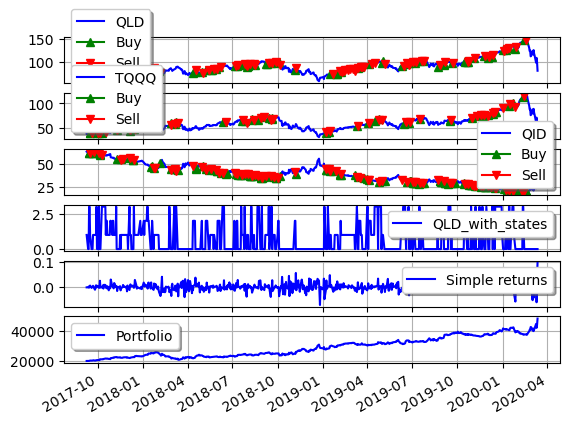 QLD
Buy
Sell
150
100
TQQQ
Buy
Sell
100
50
QID
Buy
Sell
50
25
QLD_with_states
2.5
0.0
Simple returns
0.1
0.0
Portfolio
40000
20000
2017-10 2018-01 2018-04 2018-07 2018-10 2019-01 2019-04 2019-07 2019-10 2020-01 2020-04